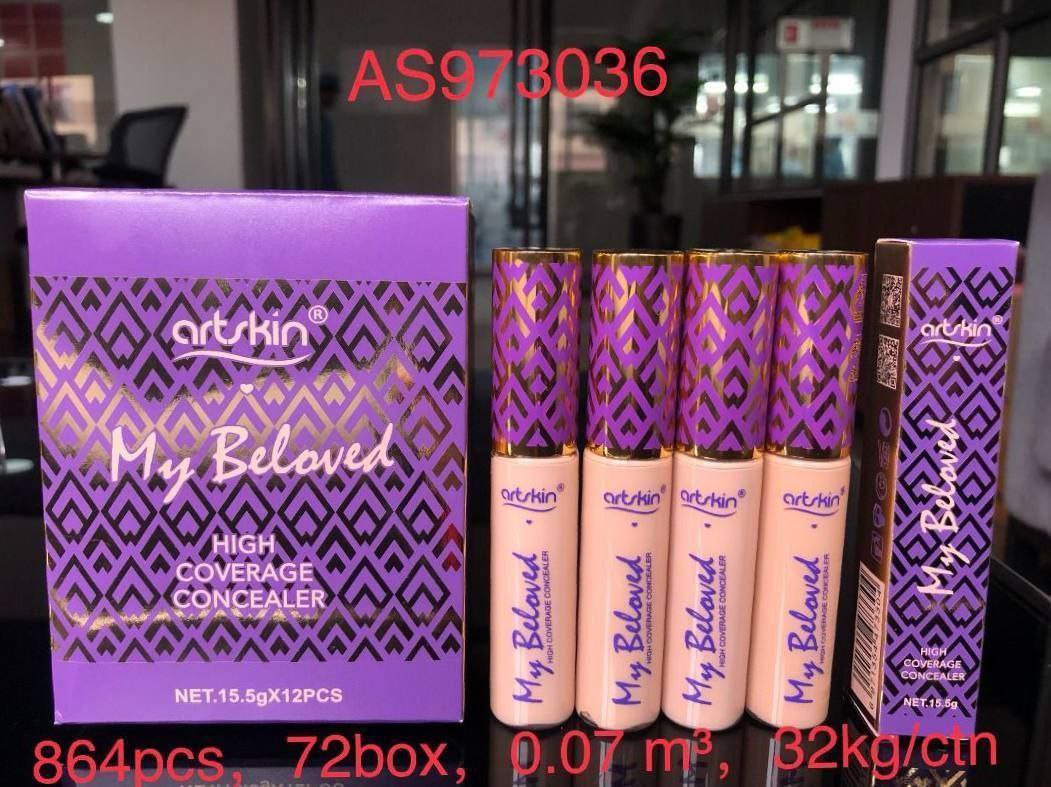 AS973036
artskin®
My Beloved
HIGH
COVERAGE
CONCEALER
NET.15.5gX12PCS
artskin®
My Beloved
HIGH COVERAGE CONCEALER
artskin®
My Beloved
HIGH COVERAGE CONCEALER
artskin®
My Beloved
HIGH COVERAGE CONCEALER
artskin®
My Beloved
HIGH COVERAGE CONCEALER
artskin®
My Beloved
HIGH
COVERAGE
CONCEALER
NET.15.5g
864pcs, 72box, 0.07 m³, 32kg/ctn